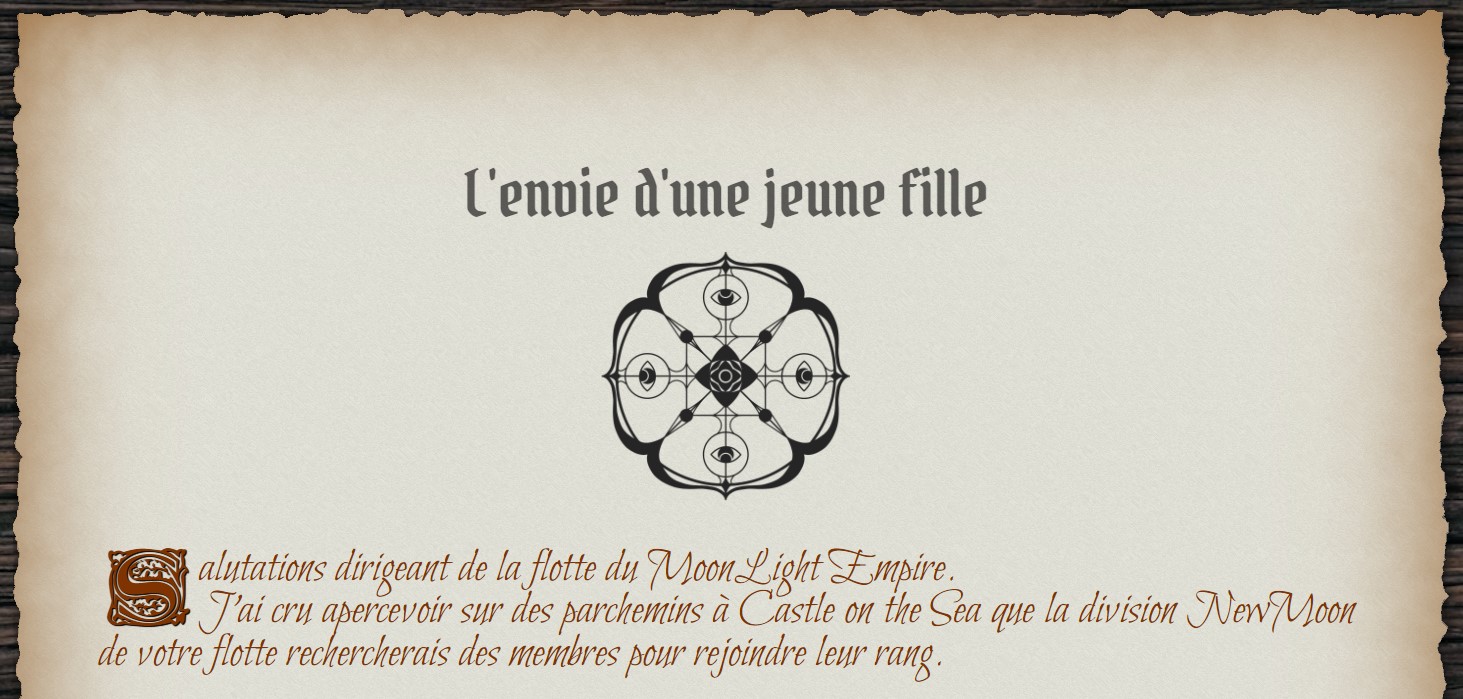 L'envie d'une jeune fille
Salutations dirigeant de la flotte du MoonLight Empire.
J'ai cru apercevoir sur des parchemins à Castle on the Sea que la division NewMoon
de votre flotte rechercherais des membres pour rejoindre leur rang.